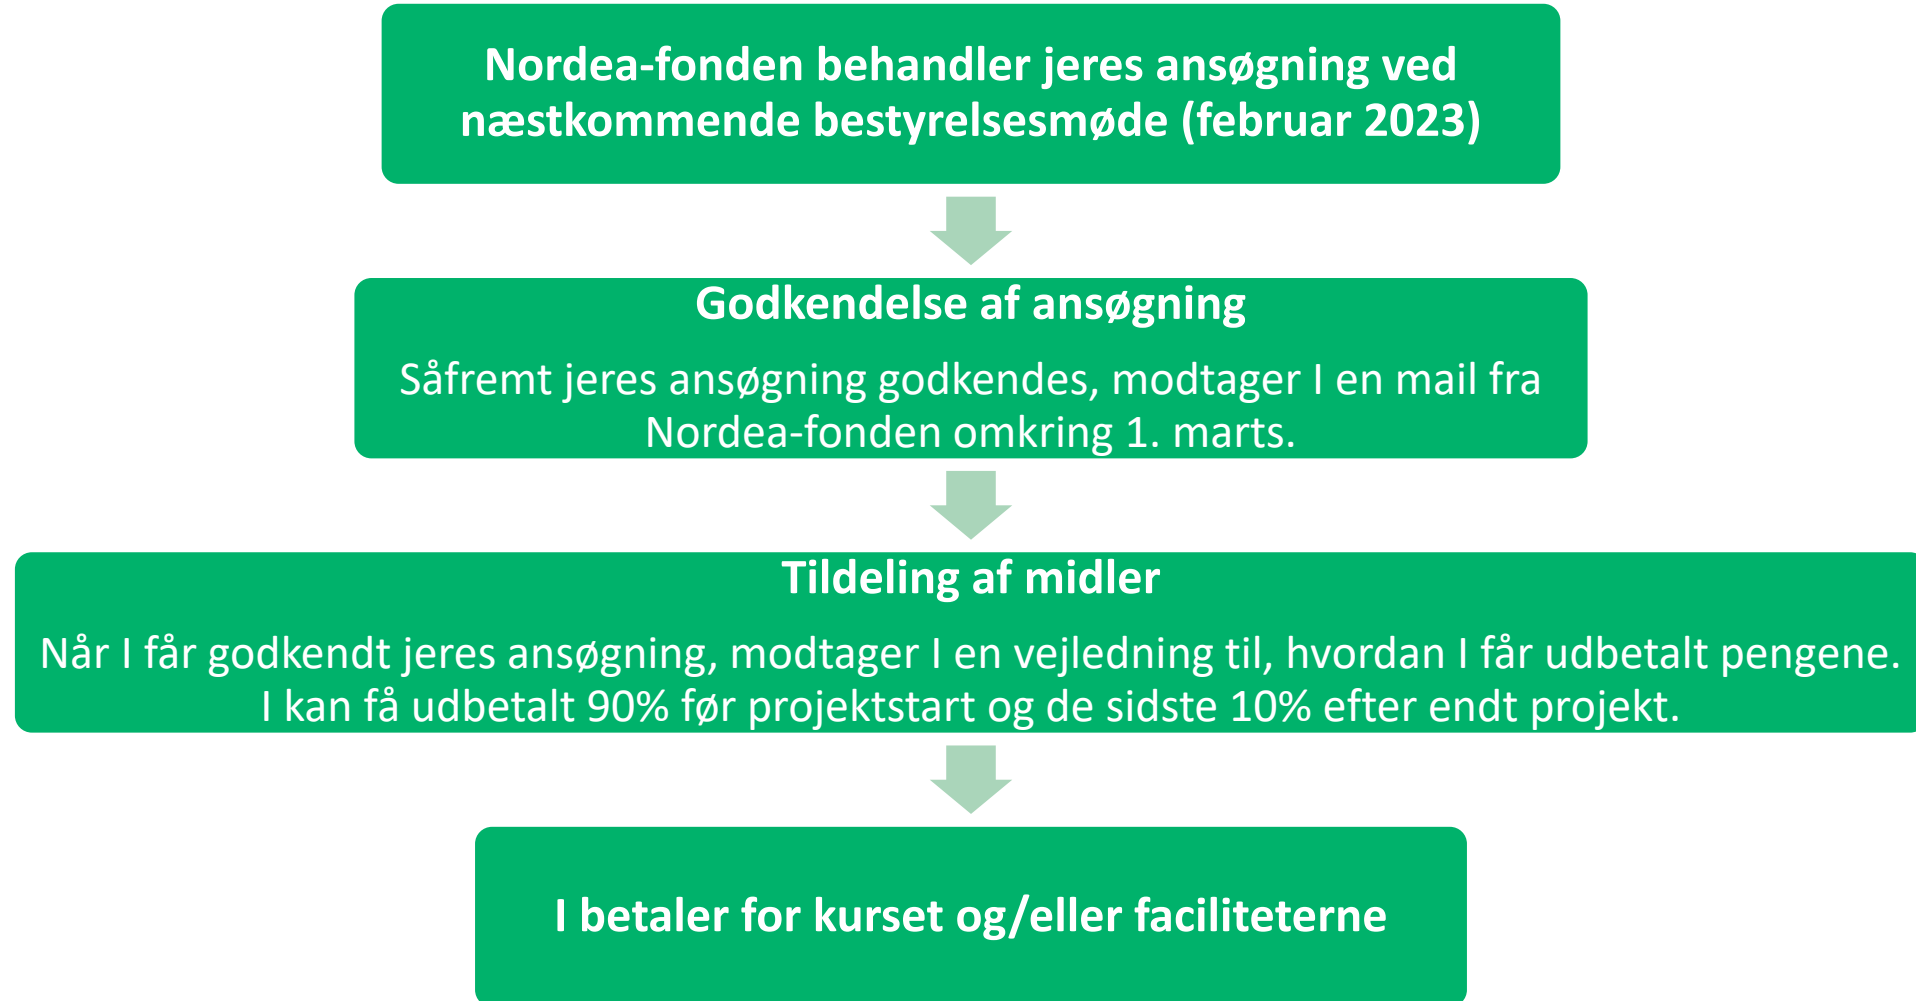 Nordea-fonden behandler jeres ansøgning ved
næstkommende bestyrelsesmøde (februar 2023)
Godkendelse af ansøgning
Såfremt jeres ansøgning godkendes, modtager I en mail fra
Nordea-fonden omkring 1. marts.
Tildeling af midler
Når I får godkendt jeres ansøgning, modtager I en vejledning til, hvordan I får udbetalt pengene.
I kan få udbetalt 90% før projektstart og de sidste 10% efter endt projekt.
I betaler for kurset og/eller faciliteterne